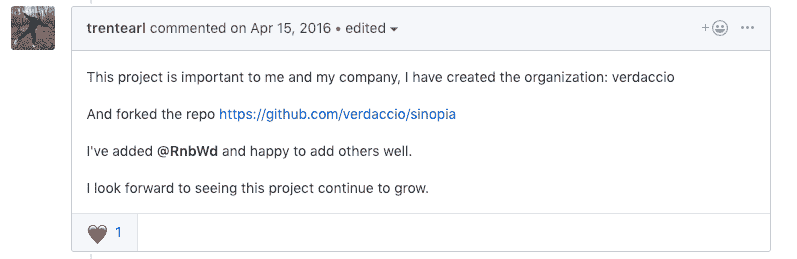 trentearl commented on Apr 15, 2016 • edited
This project is important to me and my company, I have created the organization: verdaccio
And forked the repo https://github.com/verdaccio/sinopia
I've added @RnbWd and happy to add others well.
I look forward to seeing this project continue to grow.
1